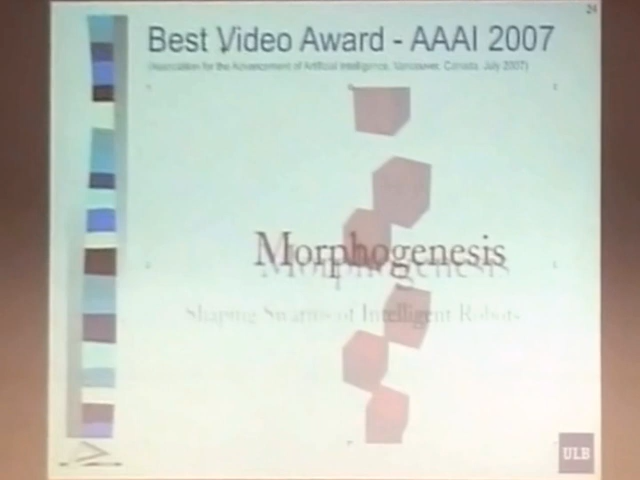 24
Best Video Award - AAAI 2007
(Association for the Advancement of Artificial Intelligence, Vancouver, Canada, July 2007)
Morphogenesis
Shaping Swarms of Intelligent Robots
ULB